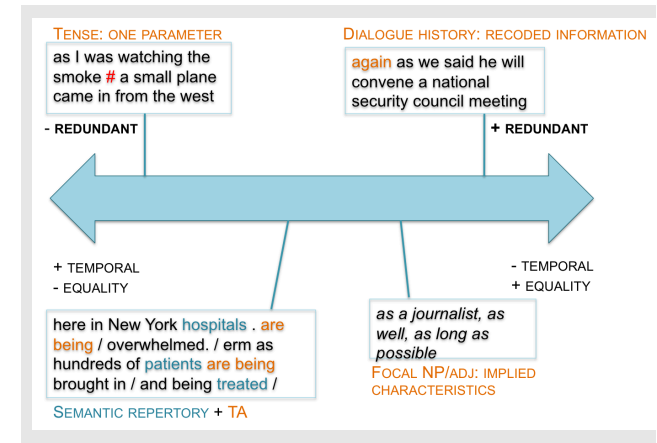 TENSE: ONE PARAMETER
as I was watching the
smoke # a small plane
came in from the west
DIALOGUE HISTORY: RECODED INFORMATION
again as we said he will
convene a national
security council meeting
- REDUNDANT
+ REDUNDANT
+ TEMPORAL
- EQUALITY
- TEMPORAL
+ EQUALITY
here in New York hospitals . are
being / overwhelmed. / erm as
hundreds of patients are being
brought in / and being treated /
SEMANTIC REPERTORY + TA
as a journalist, as
well, as long as
possible
FOCAL NP/ADJ: IMPLIED
CHARACTERISTICS